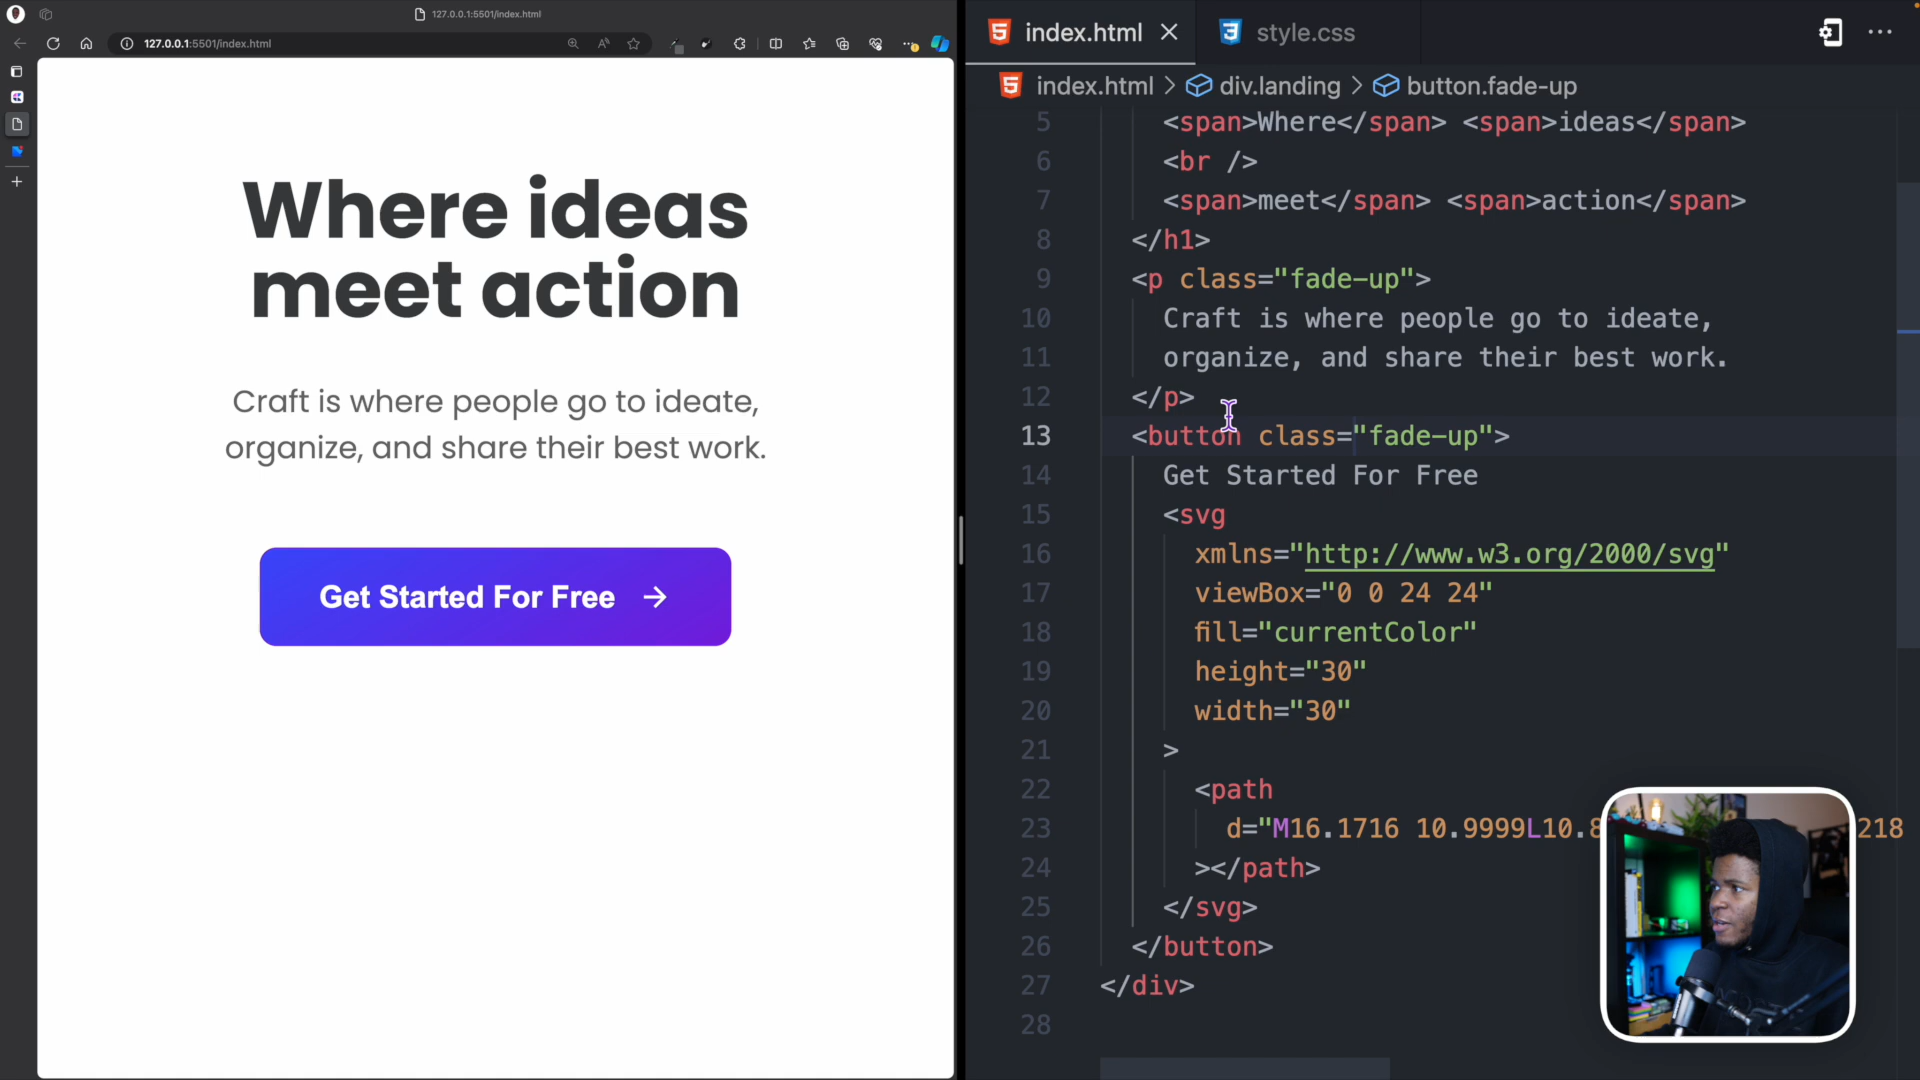 127.0.0.1:5501/index.html
127.0.0.1:5501/index.html
Where ideas
meet action
Craft is where people go to ideate,
organize, and share their best work.
Get Started For Free →
index.html
style.css
index.html > div.landing > button.fade-up
5 <span>Where</span> <span>ideas</span>
6 <br />
7 <span>meet</span> <span>action</span>
8 </h1>
9 <p class="fade-up">
10 Craft is where people go to ideate,
11 organize, and share their best work.
12 </p>
13 <button class="fade-up">
14 Get Started For Free
15 <svg
16 xmlns="http://www.w3.org/2000/svg"
17 viewBox="0 0 24 24"
18 fill="currentColor"
19 height="30"
20 width="30"
21 >
22 <path
23 d="M16.1716 10.9999L10.8 218
24 ></path>
25 </svg>
26 </button>
27 </div>
28